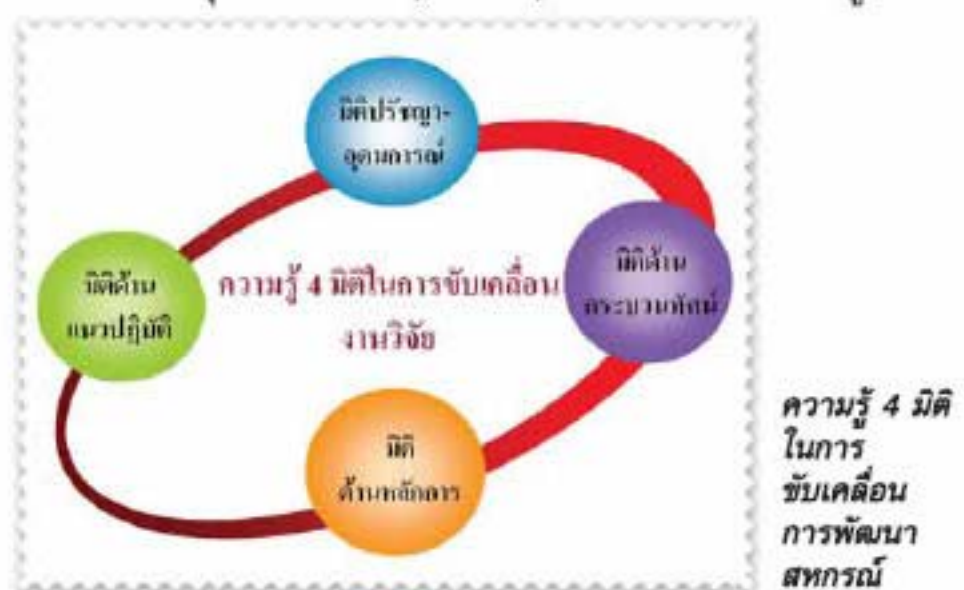 มิติปรัชญา-
อุดมการณ์
มิติด้าน
กระบวนทัศน์
มิติด้าน
แนวปฏิบัติ
ความรู้ 4 มิติในการขับเคลื่อน
งานวิจัย
มิติ
ด้านหลักการ
ความรู้ 4 มิติ
ในการ
ขับเคลื่อน
การพัฒนา
สหกรณ์